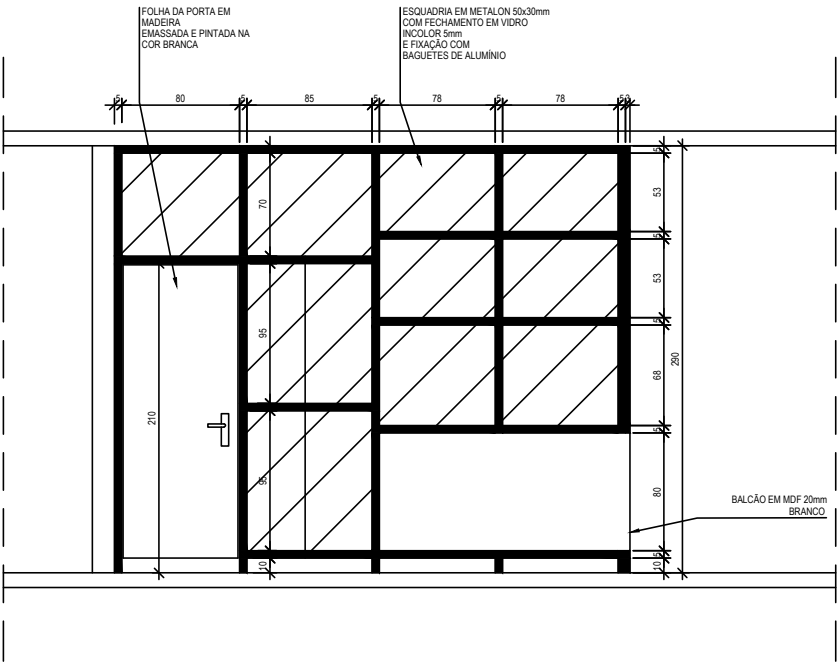 FOLHA DA PORTA EM
MADEIRA
EMASSADA E PINTADA NA
COR BRANCA
ESQUADRIA EM METALON 50x30mm
COM FECHAMENTO EM VIDRO
INCOLOR 5mm
E FIXAÇÃO COM
BAGUETES DE ALUMÍNIO
5 80 5 85 5 78 5 78 5 3
70
95
95
10
210
5
53
5
53
5
68
5
80
5
10
290
BALCÃO EM MDF 20mm
BRANCO